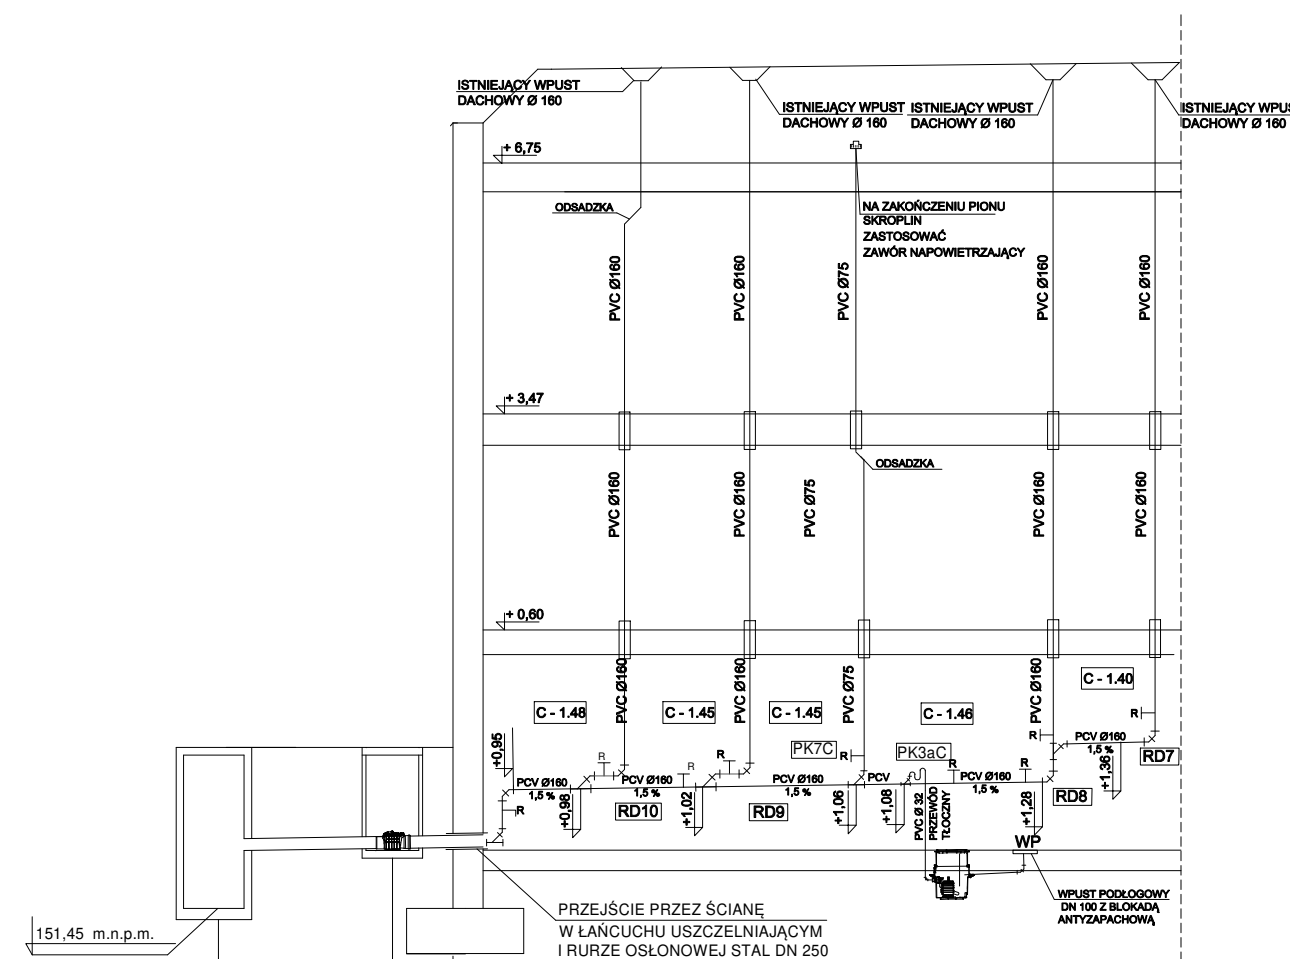 ISTNIEJĄCY WPUST
DACHOWY Ø 160
ISTNIEJĄCY WPUST
DACHOWY Ø 160
ISTNIEJĄCY WPUST
DACHOWY Ø 160
ISTNIEJĄCY WPUS
DACHOWY Ø 160
+ 6,75
ODSADZKA
NA ZAKOŃCZENIU PIONU
SKROPLIN
ZASTOSOWAĆ
ZAWÓR NAPOWIETRZAJĄCY
PVC Ø160
PVC Ø160
PVC Ø75
PVC Ø160
PVC Ø160
+ 3,47
ODSADZKA
PVC Ø160
PVC Ø160
PVC Ø75
PVC Ø160
PVC Ø160
+ 0,60
PVC Ø160
PVC Ø160
PVC Ø75
PVC Ø160
C - 1.48
C - 1.45
C - 1.45
C - 1.46
C - 1.40
R
PCV Ø160
1,5 %
RD7
+1,36
+0,95
R
R
R
PK7C
R
PK3aC
R
R
R
PCV Ø160
1,5 %
PCV Ø160
1,5 %
PCV Ø160
1,5 %
PCV
PCV Ø160
1,5 %
R
+0,98
RD10
+1,02
RD9
+1,06
+1,08
PVC Ø 32
PRZEWÓD
TŁOCZNY
+1,28
RD8
WP
WPUST PODŁOGOWY
DN 100 Z BLOKADĄ
ANTYZAPACHOWĄ
PRZEJŚCIE PRZEZ ŚCIANĘ
W ŁAŃCUCHU USZCZELNIAJĄCYM
I RURZE OSŁONOWEJ STAL DN 250
151,45 m.n.p.m.